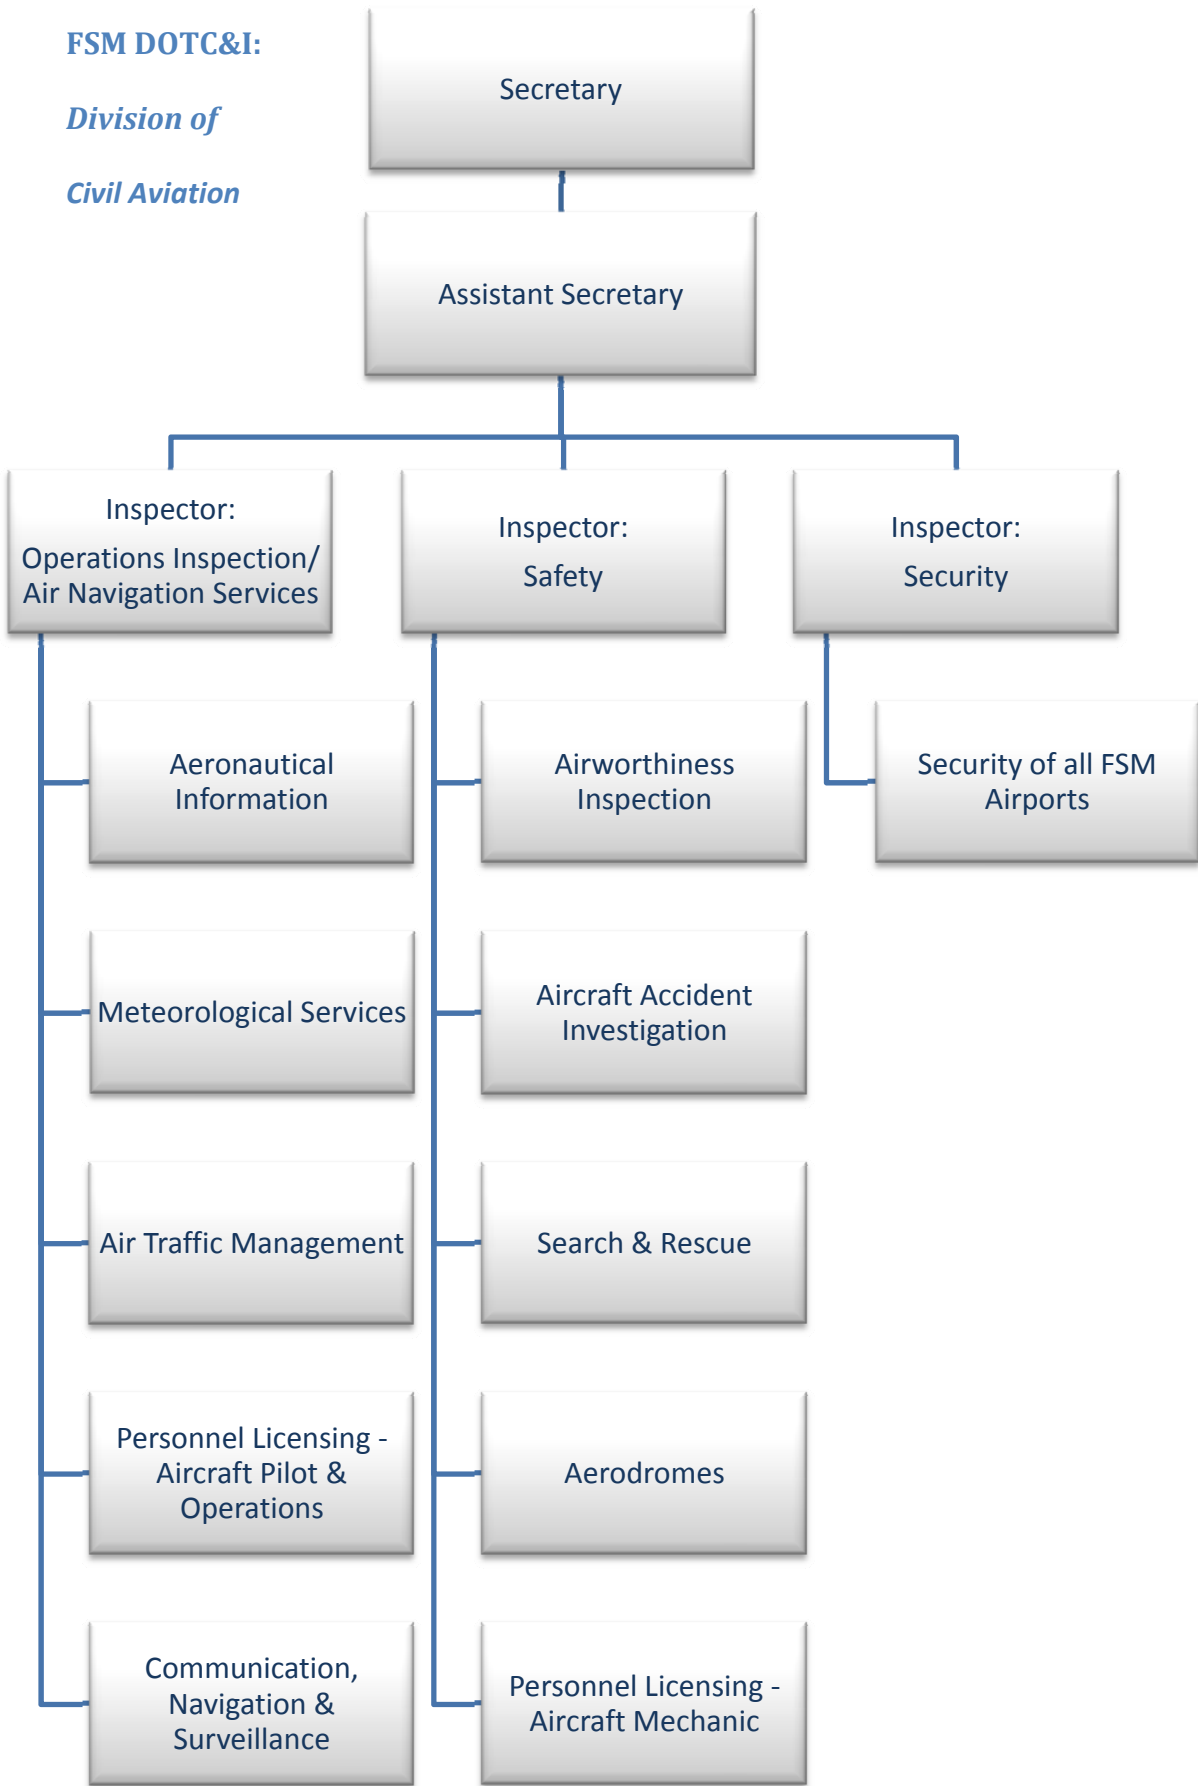 FSM DOTC&I:
Division of
Civil Aviation
Secretary
Assistant Secretary
Inspector:
Operations Inspection/
Air Navigation Services
Inspector:
Safety
Inspector:
Security
Aeronautical
Information
Airworthiness
Inspection
Security of all FSM
Airports
Meteorological Services
Aircraft Accident
Investigation
Air Traffic Management
Search & Rescue
Personnel Licensing -
Aircraft Pilot &
Operations
Aerodromes
Communication,
Navigation &
Surveillance
Personnel Licensing -
Aircraft Mechanic